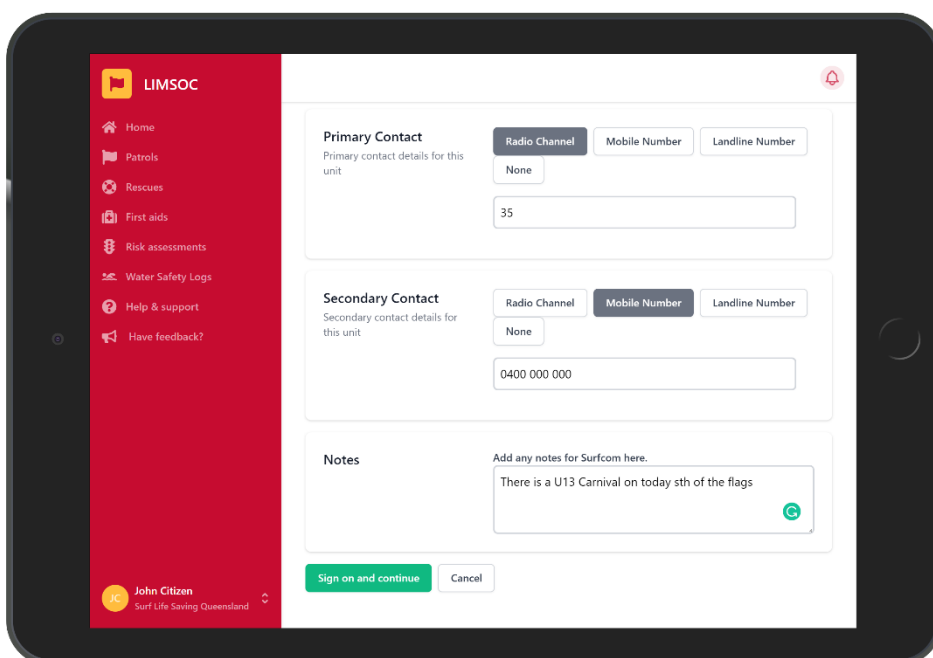 LIMSOC
Home
Patrols
Rescues
First aids
Risk assessments
Water Safety Logs
Help & support
Have feedback?
JC
John Citizen
Surf Life Saving Queensland
Primary Contact
Primary contact details for this
unit
Radio Channel Mobile Number Landline Number
None
35
Secondary Contact
Secondary contact details for
this unit
Radio Channel Mobile Number Landline Number
None
0400 000 000
Notes
Add any notes for Surfcom here.
There is a U13 Carnival on today sth of the flags
Sign on and continue Cancel